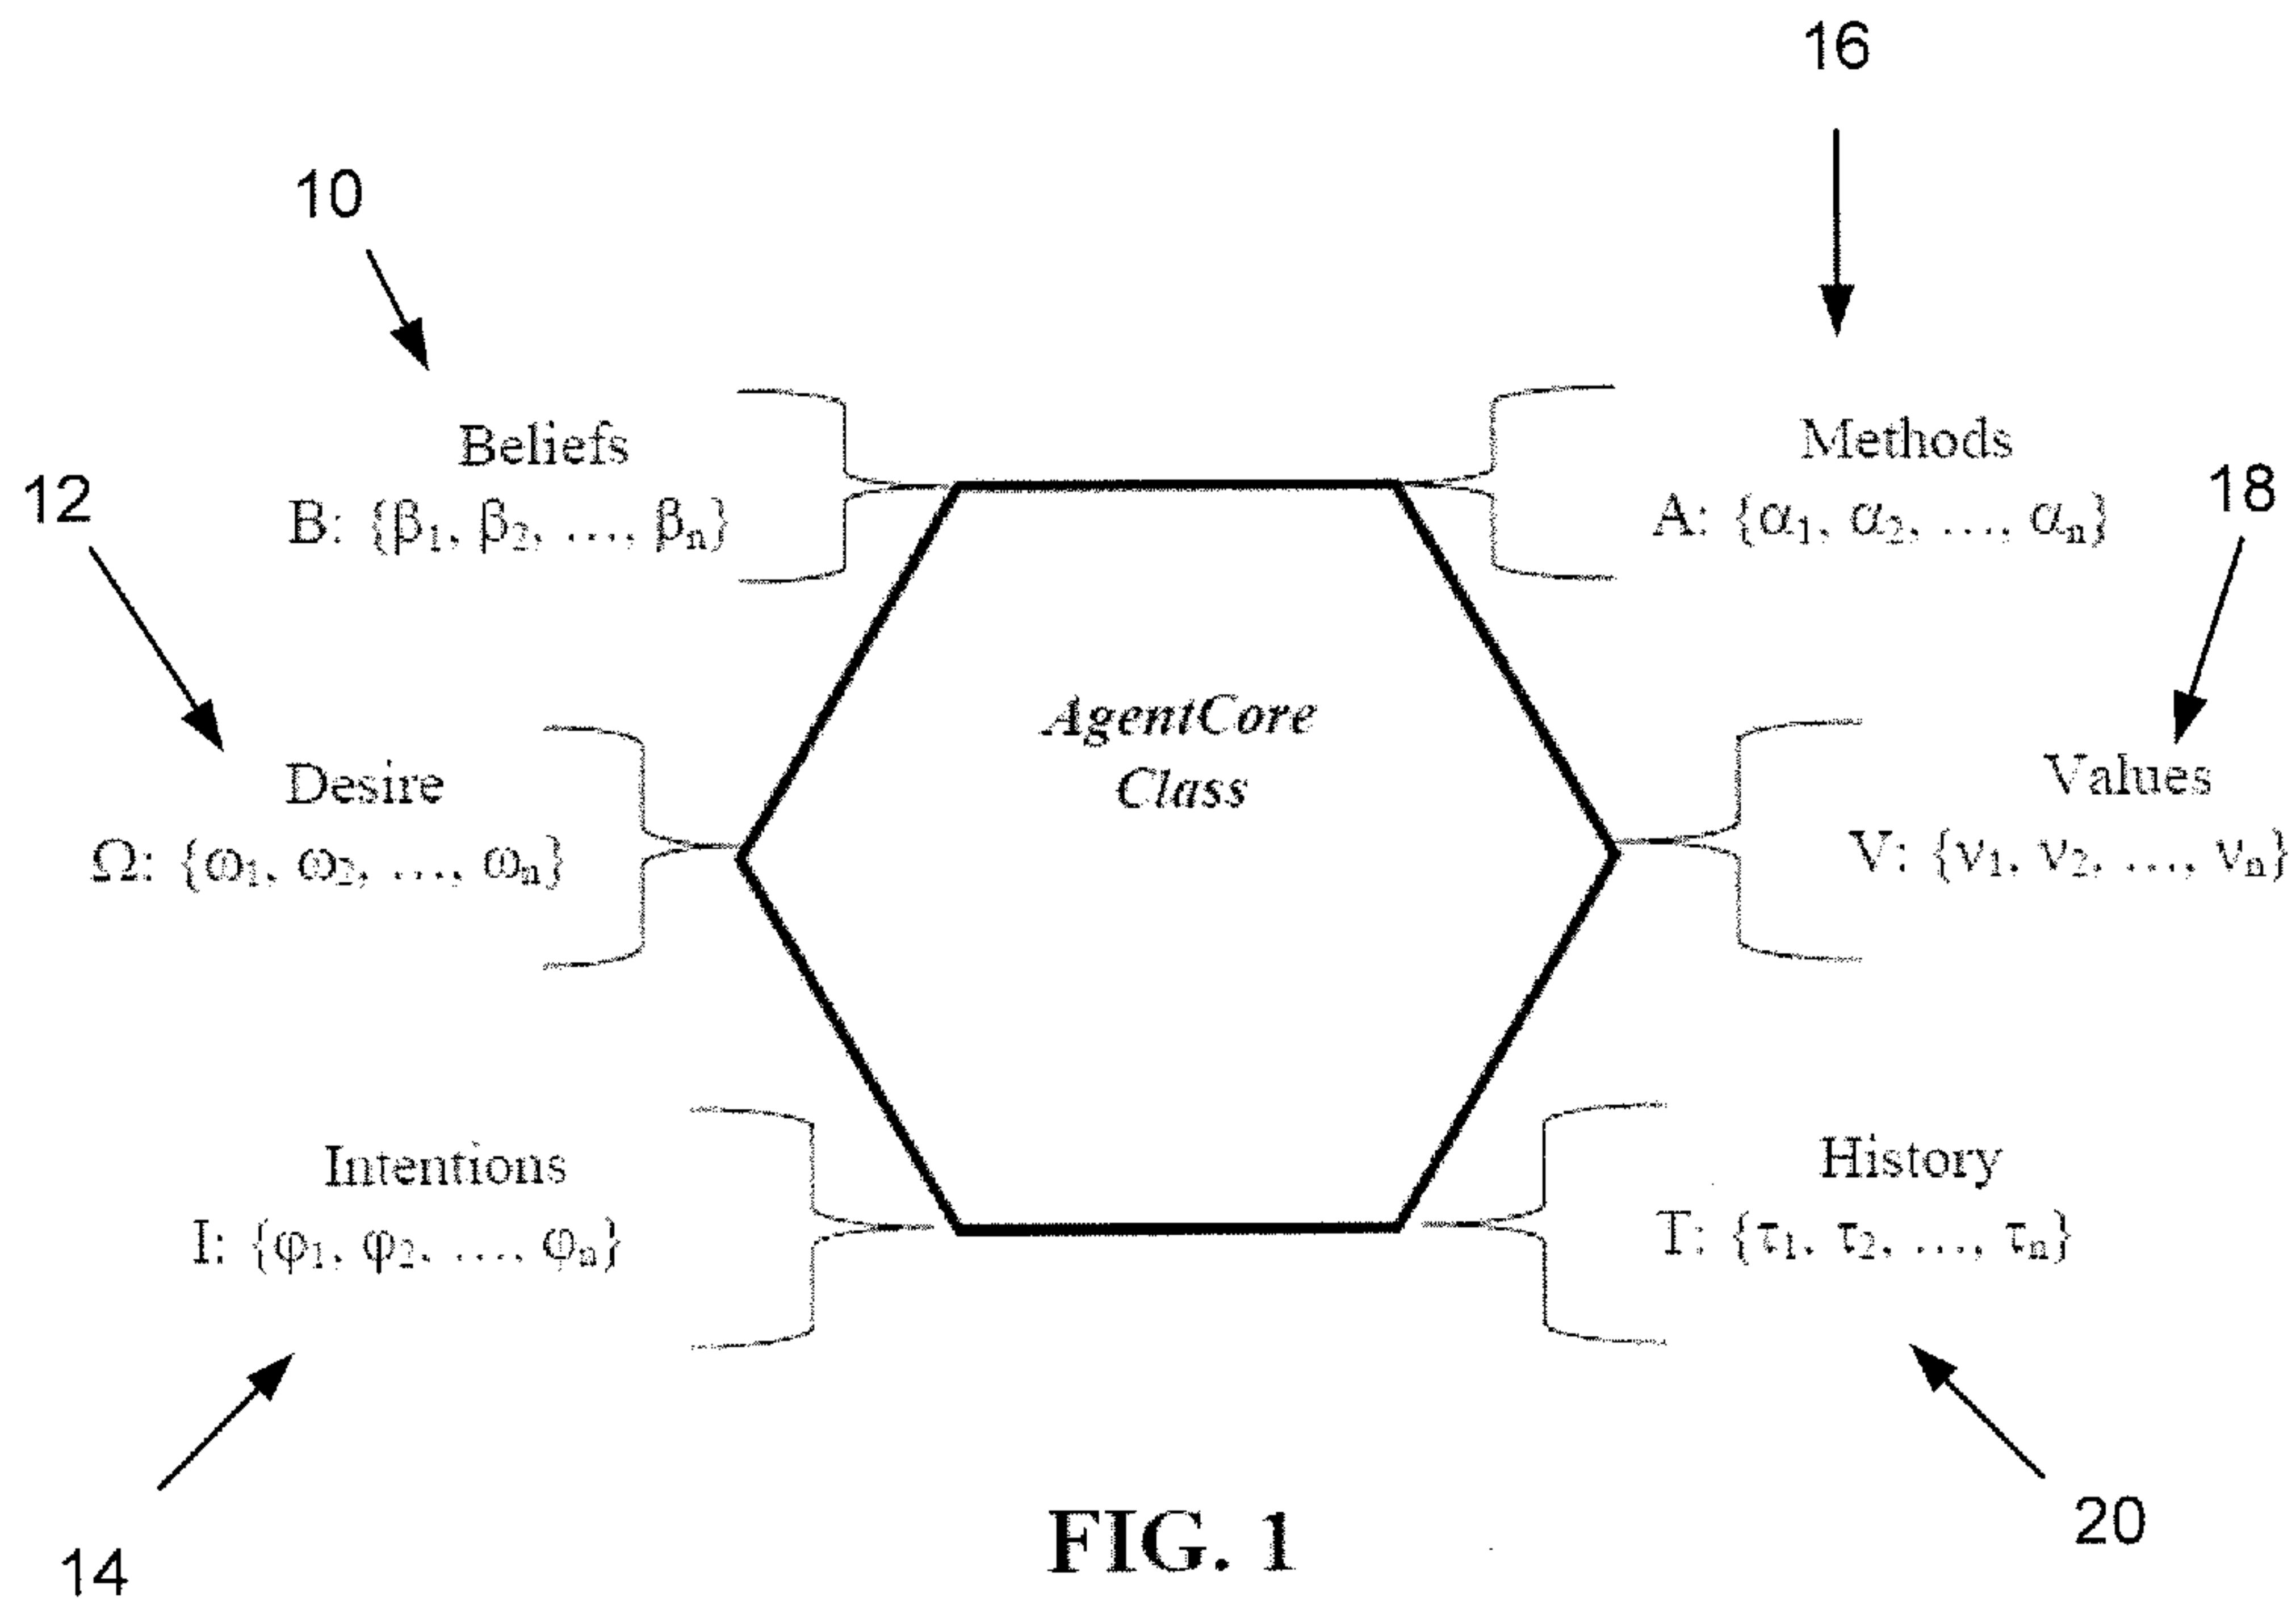 16
10
Beliefs
B: {β1, β2, …, βn}
Methods
A: {α1, α2, …, αn}
12
18
AgentCore
Class
Desire
Ω: {ω1, ω2, …, ωn}
Values
V: {ν1, ν2, …, νn}
Intentions
I: {φ1, φ2, …, φn}
History
T: {τ1, τ2, …, τn}
14
20
FIG. 1